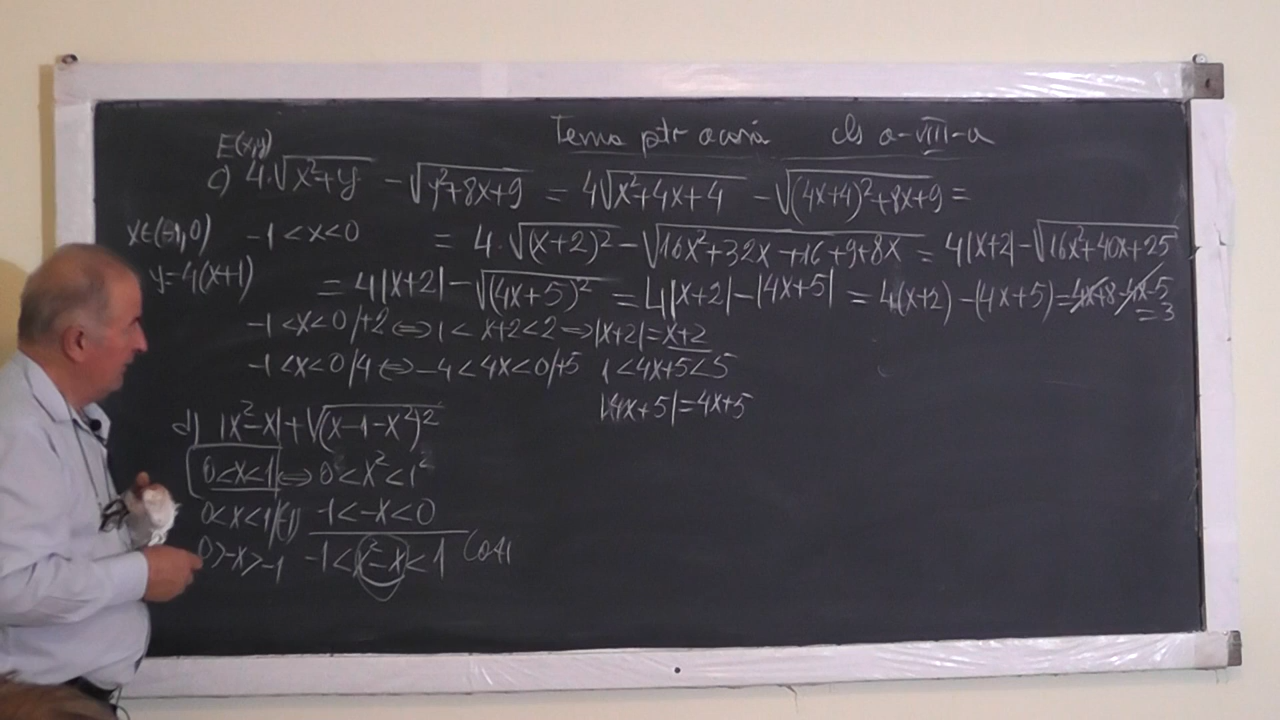 Tema ptr acasă cls a-VIII-a
E(x,y)
c) 4·√(x²+y) − √(y²+8x+9) = 4√(x²+4x+4) − √((4x+4)²+8x+9) =
x∈(-1,0) -1<x<0 = 4·√((x+2)²) − √(16x²+32x+16+9+8x) = 4|x+2| − √(16x²+40x+25)
y=4(x+1) = 4|x+2| − √((4x+5)²) = 4|x+2| − |4x+5| = 4(x+2) − (4x+5) = 4x+8-4x-5
= 3
-1<x<0/+2 ⇔ 1<x+2<2 ⇒ |x+2|=x+2
-1<x<0/4 ⇔ -4<4x<0/+5 1<4x+5<5
|4x+5|=4x+5
d) |x²-x|+√((x-1-x²)²)
0<x<1 ⇔ 0<x²<1²
0<x<1/(-1) -1<-x<0
0>-x>-1 -1<x²-x<1